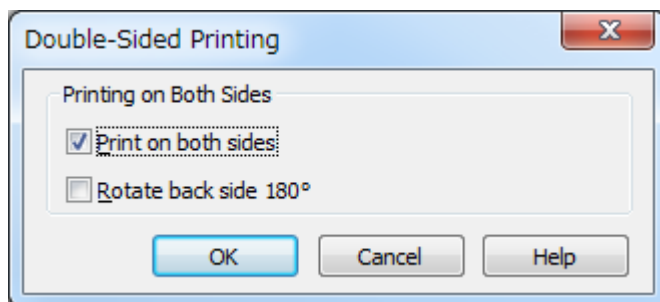 Double-Sided Printing
Printing on Both Sides
Print on both sides
Rotate back side 180°
OK Cancel Help